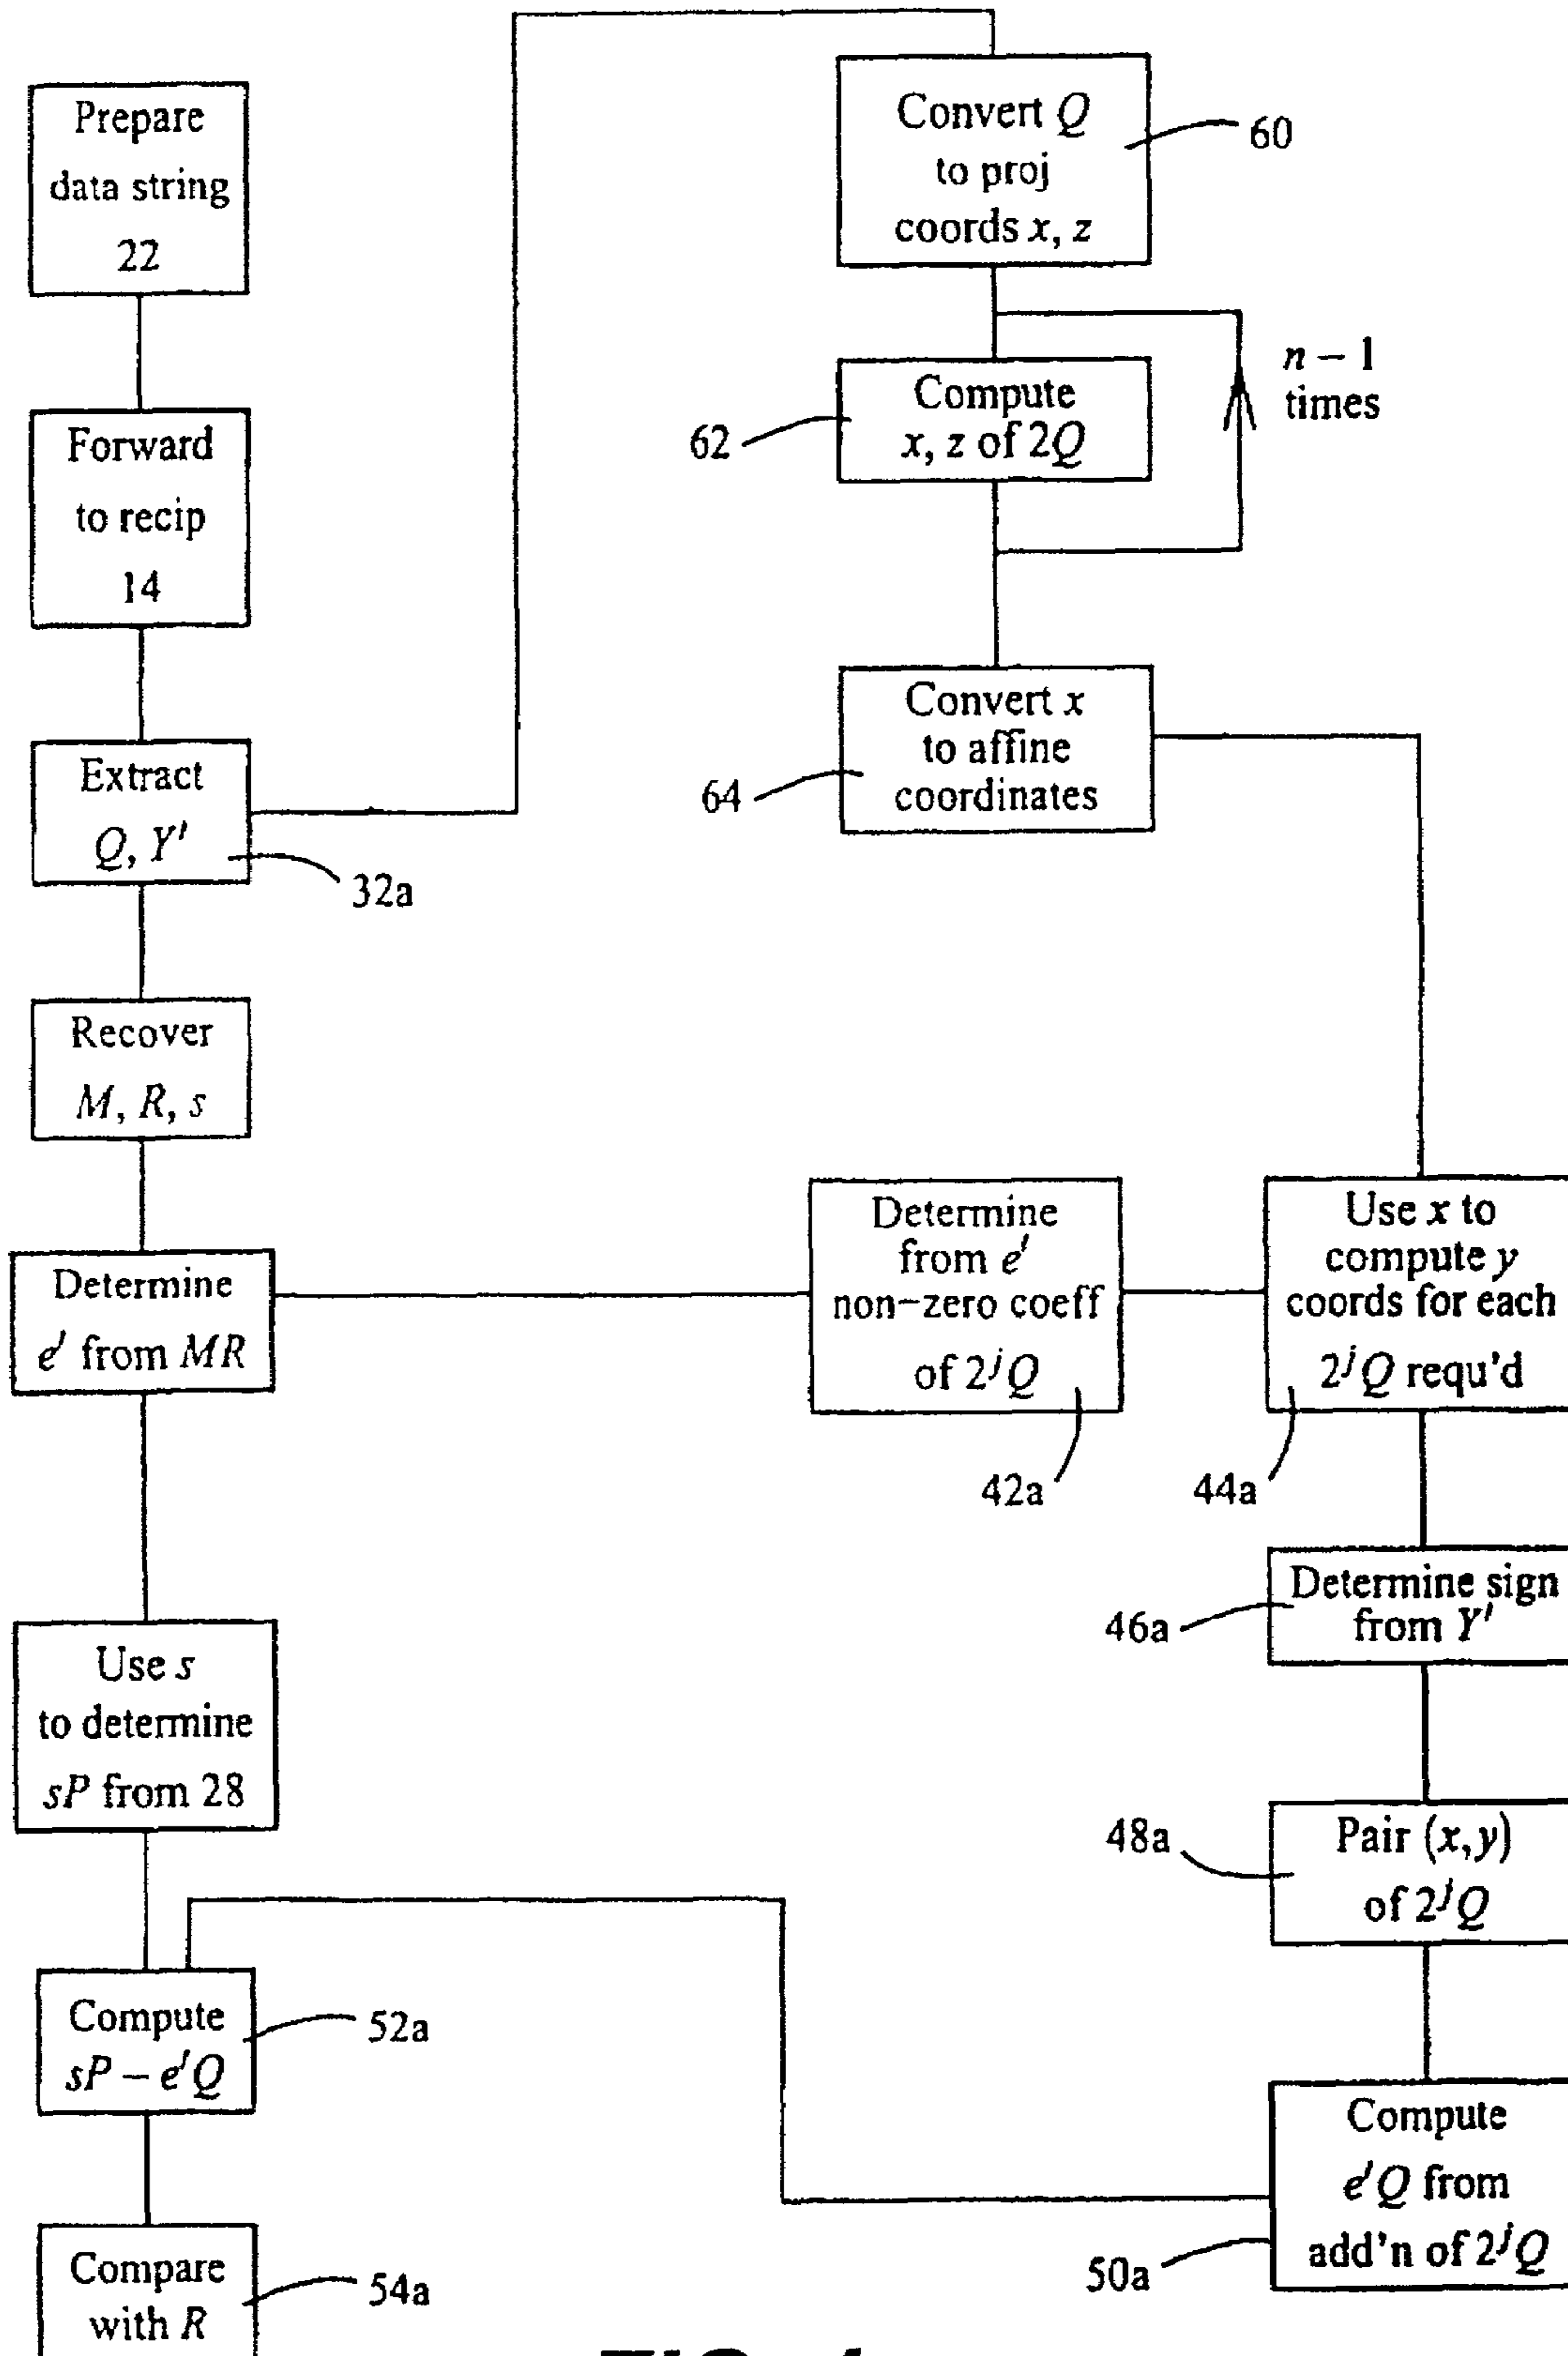 Prepare
data string
22
Forward
to recip
14
Extract
Q, Y'
32a
Recover
M, R, s
Determine
e' from MR
Use s
to determine
sP from 28
Compute
sP – e'Q
52a
Compare
with R
54a
Convert Q
to proj
coords x, z
60
Compute
x, z of 2Q
62
n – 1
times
Convert x
to affine
coordinates
64
Determine
from e'
non-zero coeff
of 2^j Q
42a
Use x to
compute y
coords for each
2^j Q requ'd
44a
Determine sign
from Y'
46a
Pair (x,y)
of 2^j Q
48a
Compute
e'Q from
add'n of 2^j Q
50a